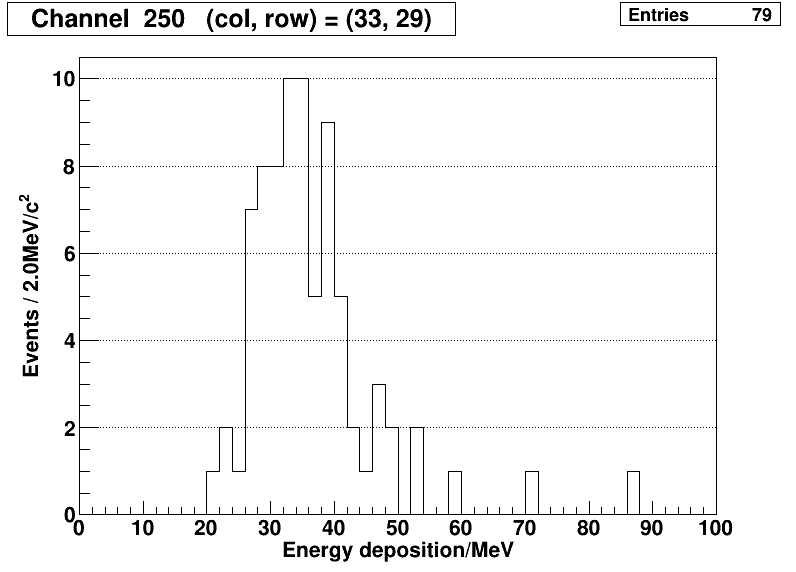 Channel 250 (col, row) = (33, 29)
Entries 79
10
8
6
4
2
0
Events / 2.0MeV/c²
0 10 20 30 40 50 60 70 80 90 100
Energy deposition/MeV